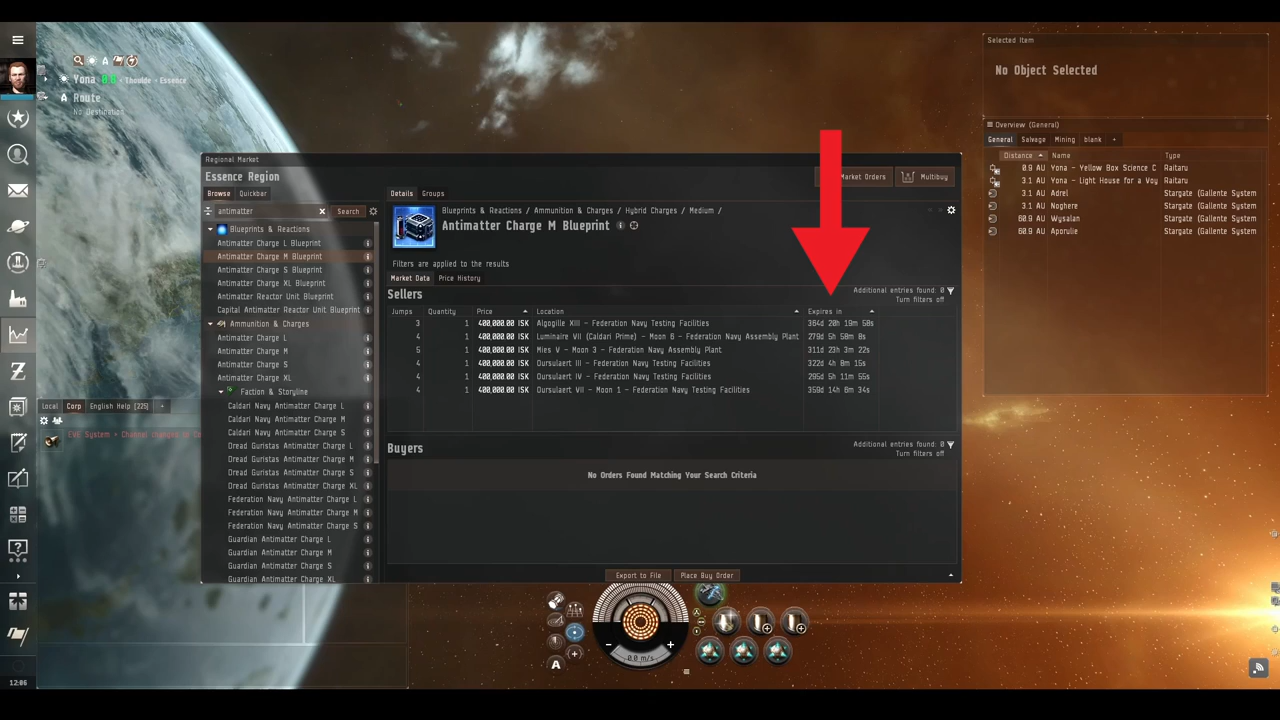 Yona 0.8 < Thoulde < Essence
A Route
No Destination
Selected Item
No Object Selected
Overview (General)
General Salvage Mining blank +
Distance Name Type
0.9 AU Yona - Yellow Box Science C Raitaru
3.1 AU Yona - Light House for a Voy Raitaru
3.1 AU Adrel Stargate (Gallente System
3.1 AU Noghere Stargate (Gallente System
60.9 AU Wysalan Stargate (Gallente System
60.9 AU Aporulie Stargate (Gallente System
Regional Market
Essence Region
Market Orders
Multibuy
Browse Quickbar
antimatter
Search
Blueprints & Reactions
Antimatter Charge L Blueprint
Antimatter Charge M Blueprint
Antimatter Charge S Blueprint
Antimatter Charge XL Blueprint
Antimatter Reactor Unit Blueprint
Capital Antimatter Reactor Unit Blueprint
Ammunition & Charges
Antimatter Charge L
Antimatter Charge M
Antimatter Charge S
Antimatter Charge XL
Faction & Storyline
Caldari Navy Antimatter Charge L
Caldari Navy Antimatter Charge M
Caldari Navy Antimatter Charge S
Dread Guristas Antimatter Charge L
Dread Guristas Antimatter Charge M
Dread Guristas Antimatter Charge S
Dread Guristas Antimatter Charge XL
Federation Navy Antimatter Charge L
Federation Navy Antimatter Charge M
Federation Navy Antimatter Charge S
Guardian Antimatter Charge L
Guardian Antimatter Charge M
Guardian Antimatter Charge S
Guardian Antimatter Charge XL
Details Groups
Blueprints & Reactions / Ammunition & Charges / Hybrid Charges / Medium /
Antimatter Charge M Blueprint
Filters are applied to the results
Market Data Price History
Sellers
Additional entries found: 0
Turn filters off
Jumps Quantity Price Location Expires in
3 1 400,000.00 ISK Algogille XIII - Federation Navy Testing Facilities 364d 20h 19m 58s
4 1 400,000.00 ISK Luminaire VII (Caldari Prime) - Moon 6 - Federation Navy Assembly Plant 279d 5h 58m 8s
5 1 400,000.00 ISK Mies V - Moon 3 - Federation Navy Assembly Plant 311d 23h 3m 22s
4 1 400,000.00 ISK Oursulaert III - Federation Navy Testing Facilities 322d 4h 8m 15s
4 1 400,000.00 ISK Oursulaert IV - Federation Navy Testing Facilities 295d 5h 11m 55s
4 1 400,000.00 ISK Oursulaert VII - Moon 1 - Federation Navy Testing Facilities 359d 14h 8m 34s
Buyers
Additional entries found: 0
Turn filters off
No Orders Found Matching Your Search Criteria
Export to File
Place Buy Order
Local Corp English Help [225] +
EVE System > Channel changed to Co
0.0 m/s
A
12:06